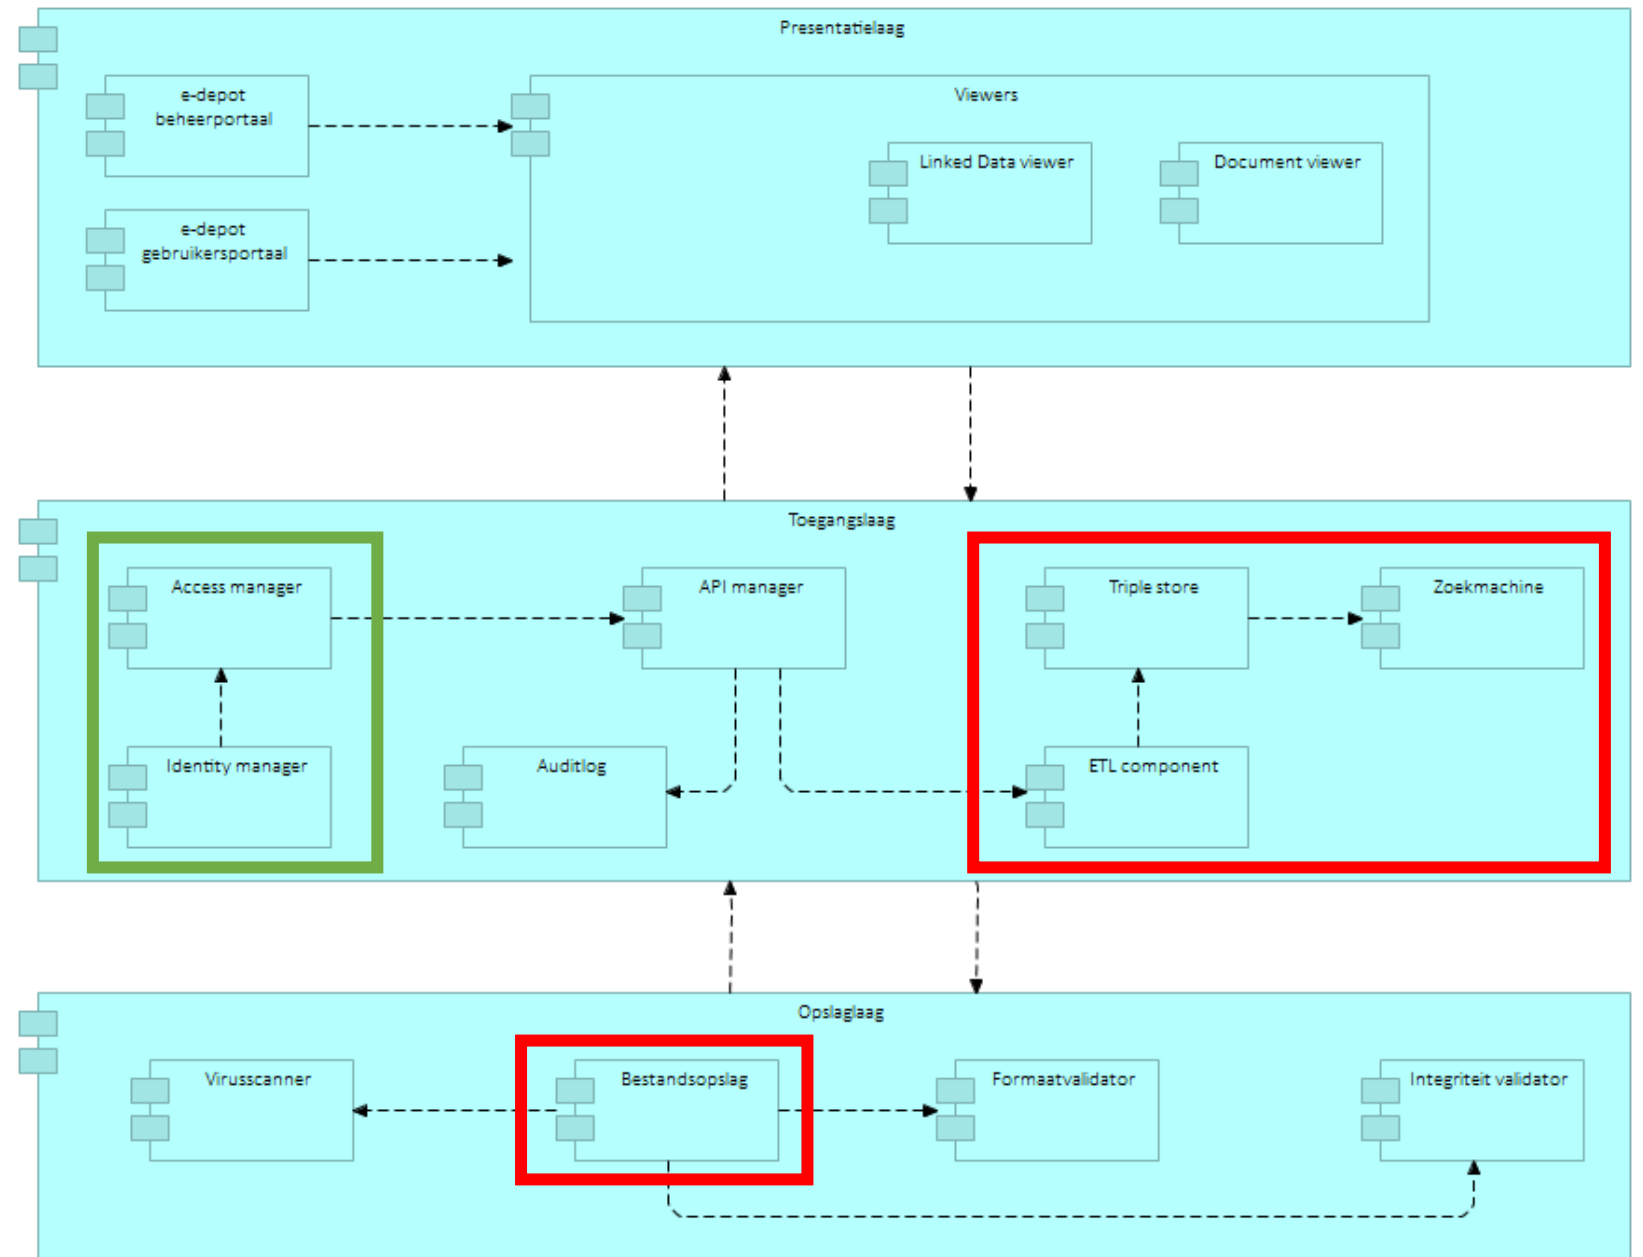 Presentatielaag
e-depot
beheerportaal
Viewers
Linked Data viewer
Document viewer
e-depot
gebruikersportaal
Toegangslaag
Access manager
API manager
Triple store
Zoekmachine
Identity manager
Auditlog
ETL component
Opslaglaag
Virusscanner
Bestandsopslag
Formaatvalidator
Integriteit validator